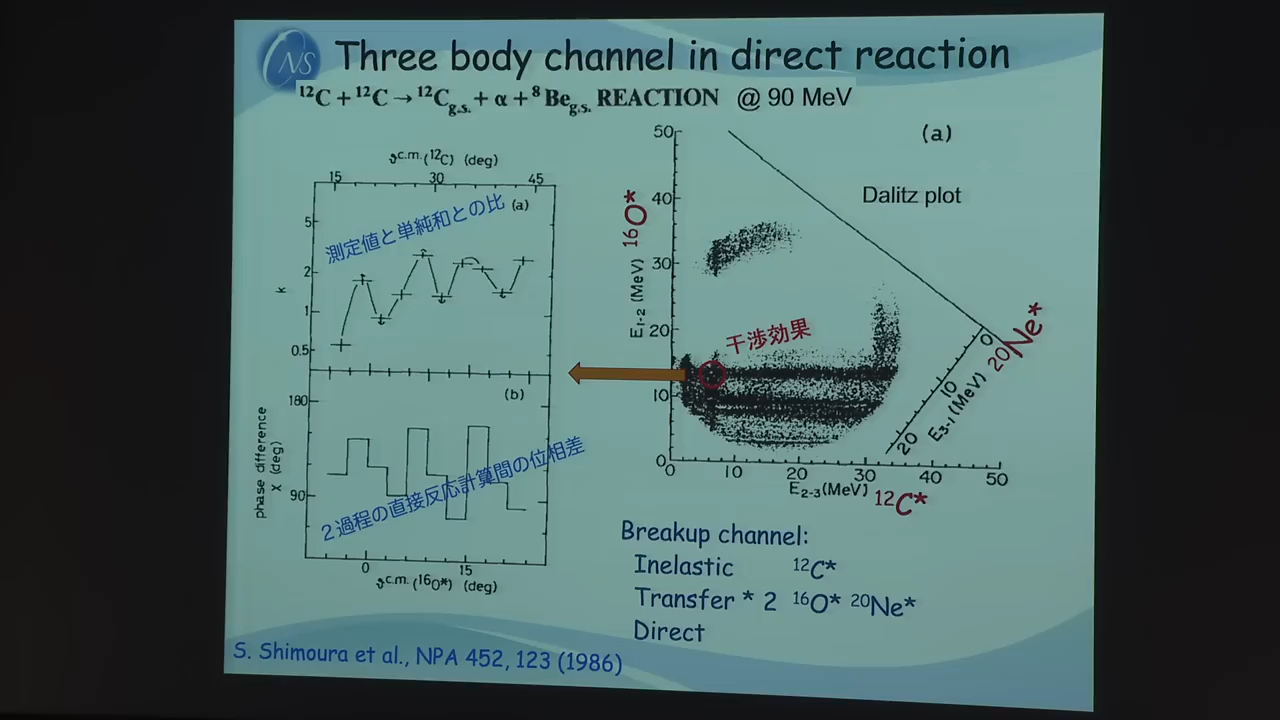 CNS
Three body channel in direct reaction
¹²C + ¹²C → ¹²Cg.s. + α + ⁸Beg.s. REACTION @ 90 MeV
ϑc.m.(¹²C) (deg)
15 30 45
(a)
測定値と単純和との比
5
2
k
1
0.5
(b)
180
phase difference
χ (deg)
90
2過程の直接反応計算間の位相差
0 15
ϑc.m.(¹⁶O*) (deg)
(a)
Dalitz plot
50
40
30
20
10
0
E1-2 (MeV) ¹⁶O*
干渉効果
0 10 20 30 40 50
E2-3(MeV) 12C*
0
10
20
E3-1 (MeV)
20Ne*
Breakup channel:
Inelastic ¹²C*
Transfer * 2 ¹⁶O* ²⁰Ne*
Direct
S. Shimoura et al., NPA 452, 123 (1986)